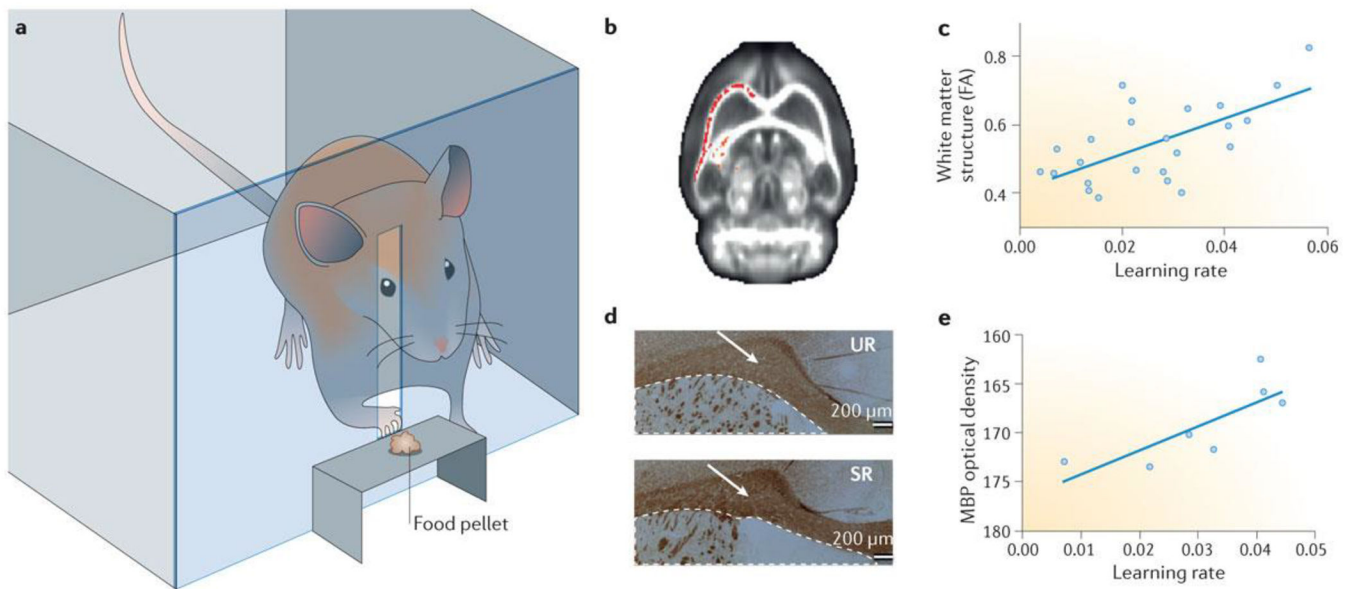 a
Food pellet
b
c
White matter
structure (FA)
0.8
0.6
0.4
0.00
0.02
0.04
0.06
Learning rate
d
UR
200 µm
SR
200 µm
e
MBP optical density
160
165
170
175
180
0.00
0.01
0.02
0.03
0.04
0.05
Learning rate